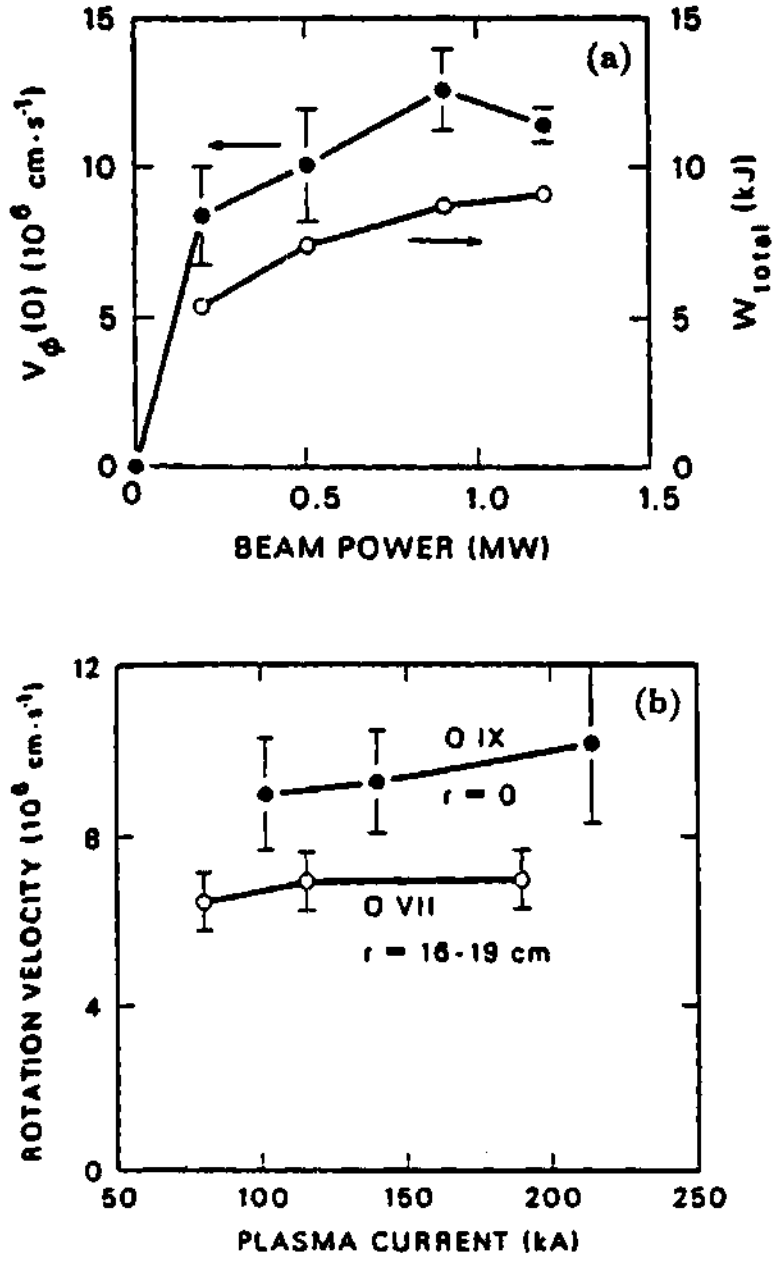 (a)
15
10
5
0
V_ϕ(0) (10⁶ cm·s⁻¹)
15
10
5
0
W_total (kJ)
0 0.5 1.0 1.5
BEAM POWER (MW)
(b)
12
8
4
0
ROTATION VELOCITY (10⁶ cm·s⁻¹)
O IX
r = 0
O VII
r = 16-19 cm
50 100 150 200 250
PLASMA CURRENT (kA)